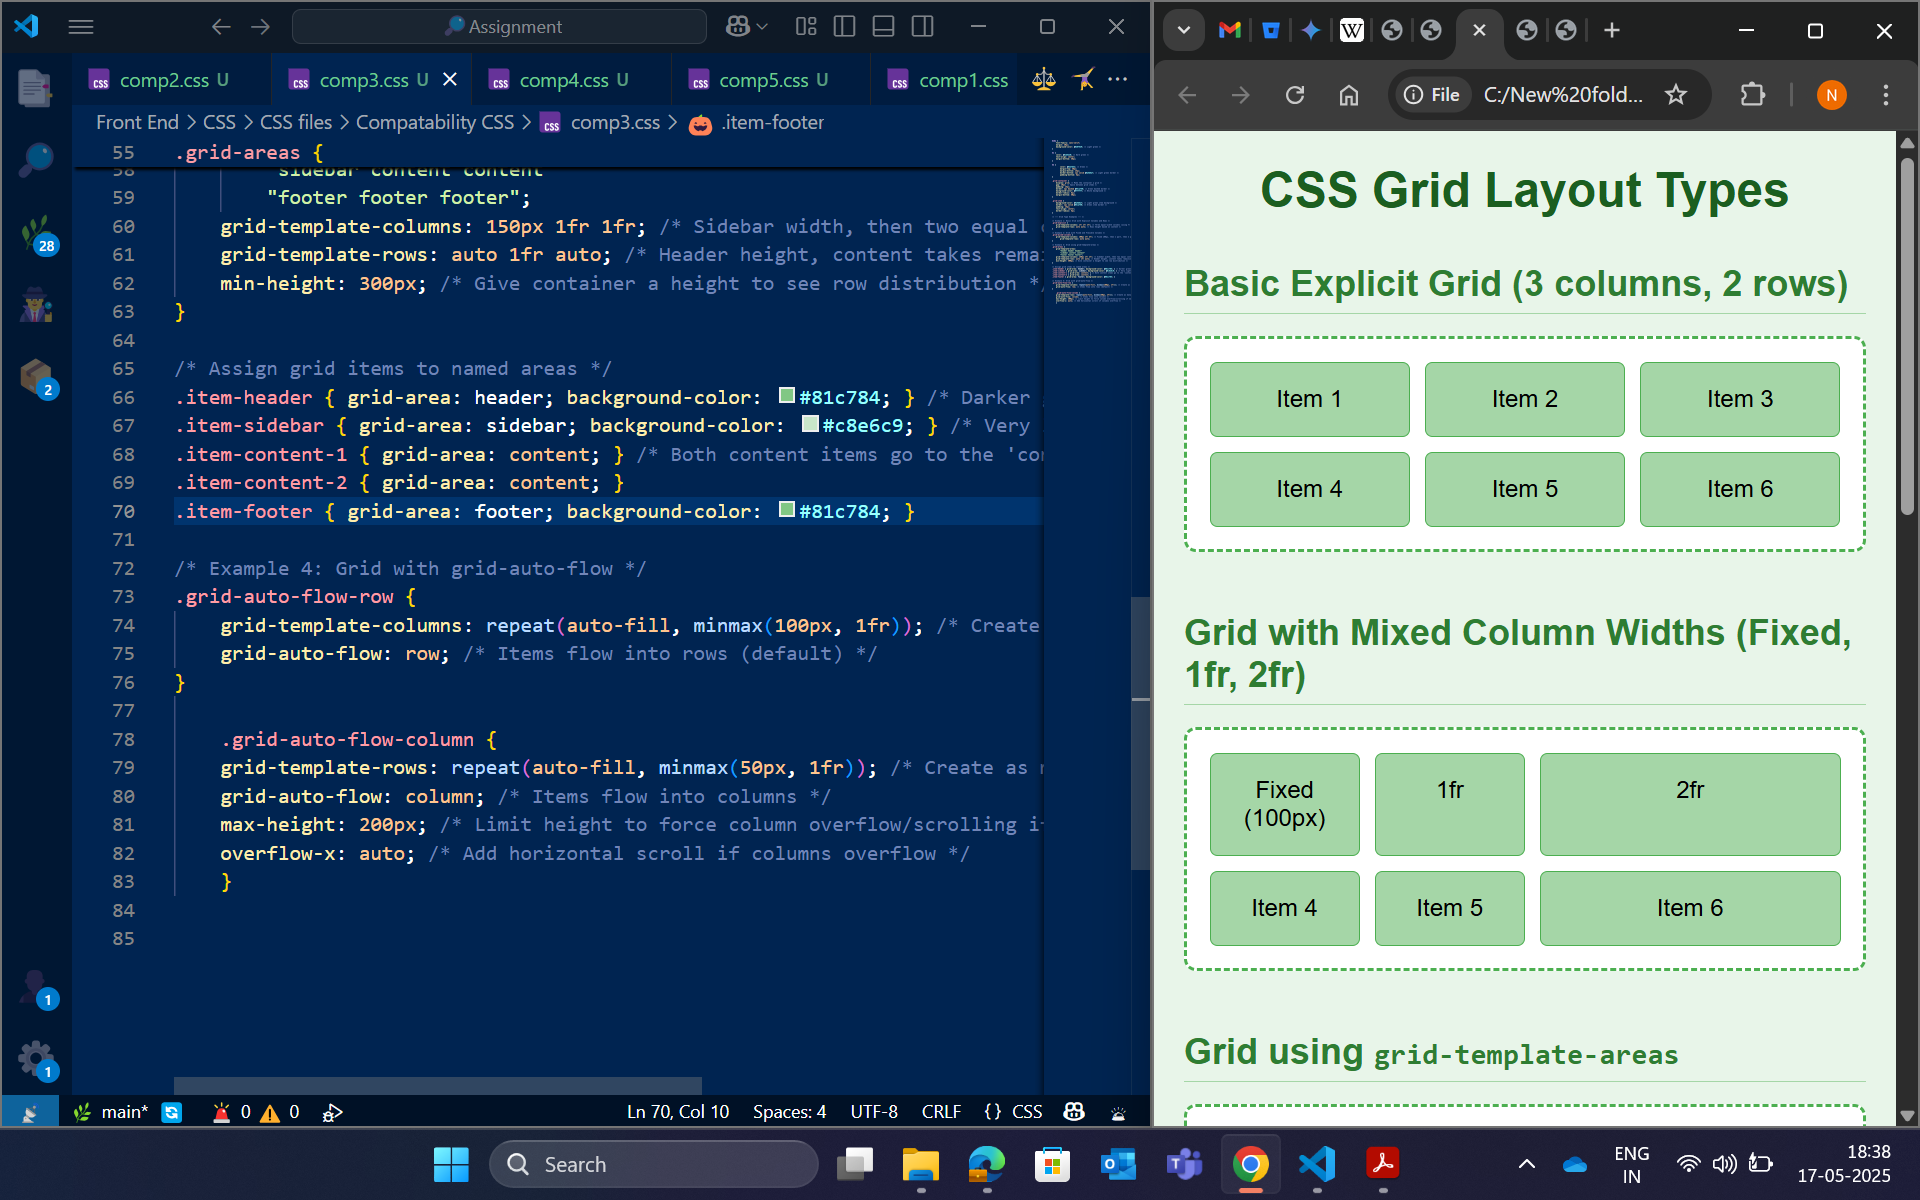 Assignment
comp2.css U
comp3.css U
comp4.css U
comp5.css U
comp1.css
Front End > CSS > CSS files > Compatability CSS > comp3.css > .item-footer
55 .grid-areas {
58 "sidebar content content"
59 "footer footer footer";
60 grid-template-columns: 150px 1fr 1fr; /* Sidebar width, then two equal
61 grid-template-rows: auto 1fr auto; /* Header height, content takes rema
62 min-height: 300px; /* Give container a height to see row distribution */
63 }
64
65 /* Assign grid items to named areas */
66 .item-header { grid-area: header; background-color: #81c784; } /* Darker
67 .item-sidebar { grid-area: sidebar; background-color: #c8e6c9; } /* Very
68 .item-content-1 { grid-area: content; } /* Both content items go to the 'con
69 .item-content-2 { grid-area: content; }
70 .item-footer { grid-area: footer; background-color: #81c784; }
71
72 /* Example 4: Grid with grid-auto-flow */
73 .grid-auto-flow-row {
74 grid-template-columns: repeat(auto-fill, minmax(100px, 1fr)); /* Create
75 grid-auto-flow: row; /* Items flow into rows (default) */
76 }
77
78 .grid-auto-flow-column {
79 grid-template-rows: repeat(auto-fill, minmax(50px, 1fr)); /* Create as
80 grid-auto-flow: column; /* Items flow into columns */
81 max-height: 200px; /* Limit height to force column overflow/scrolling i
82 overflow-x: auto; /* Add horizontal scroll if columns overflow */
83 }
84
85
28
2
1
1
main*
0
0
Ln 70, Col 10
Spaces: 4
UTF-8
CRLF
{} CSS
W
File
C:/New%20fold...
N
CSS Grid Layout Types
Basic Explicit Grid (3 columns, 2 rows)
Item 1
Item 2
Item 3
Item 4
Item 5
Item 6
Grid with Mixed Column Widths (Fixed,
1fr, 2fr)
Fixed
(100px)
1fr
2fr
Item 4
Item 5
Item 6
Grid using grid-template-areas
Search
ENG
IN
18:38
17-05-2025